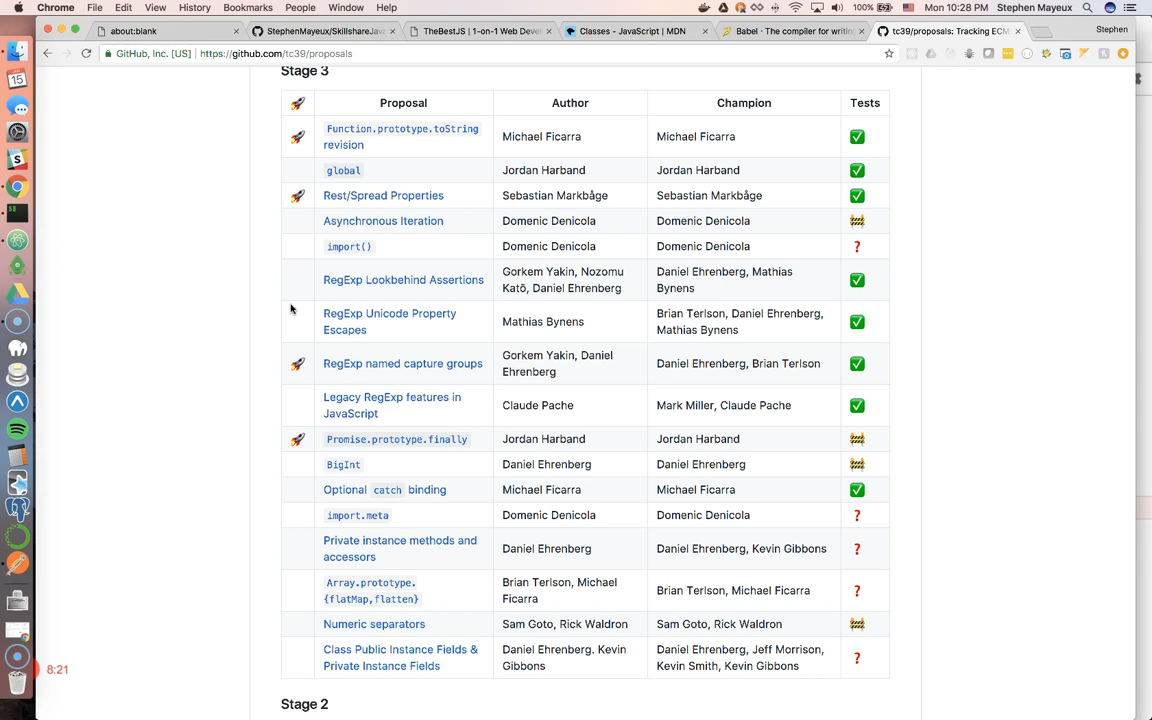 Chrome File Edit View History Bookmarks People Window Help 100% Mon 10:28 PM Stephen Mayeux
about:blank StephenMayeux/SkillshareJava TheBestJS | 1-on-1 Web Devel Classes - JavaScript | MDN Babel · The compiler for writin tc39/proposals: Tracking ECM Stephen
GitHub, Inc. [US] | https://github.com/tc39/proposals
Stage 3
🚀 Proposal Author Champion Tests
🚀 Function.prototype.toString revision Michael Ficarra Michael Ficarra ✅
global Jordan Harband Jordan Harband ✅
🚀 Rest/Spread Properties Sebastian Markbåge Sebastian Markbåge ✅
Asynchronous Iteration Domenic Denicola Domenic Denicola 🚧
import() Domenic Denicola Domenic Denicola ❓
RegExp Lookbehind Assertions Gorkem Yakin, Nozomu Katō, Daniel Ehrenberg Daniel Ehrenberg, Mathias Bynens ✅
RegExp Unicode Property Escapes Mathias Bynens Brian Terlson, Daniel Ehrenberg, Mathias Bynens ✅
🚀 RegExp named capture groups Gorkem Yakin, Daniel Ehrenberg Daniel Ehrenberg, Brian Terlson ✅
Legacy RegExp features in JavaScript Claude Pache Mark Miller, Claude Pache ✅
🚀 Promise.prototype.finally Jordan Harband Jordan Harband 🚧
BigInt Daniel Ehrenberg Daniel Ehrenberg 🚧
Optional catch binding Michael Ficarra Michael Ficarra ✅
import.meta Domenic Denicola Domenic Denicola ❓
Private instance methods and accessors Daniel Ehrenberg Daniel Ehrenberg, Kevin Gibbons ❓
Array.prototype.{flatMap,flatten} Brian Terlson, Michael Ficarra Brian Terlson, Michael Ficarra ❓
Numeric separators Sam Goto, Rick Waldron Sam Goto, Rick Waldron 🚧
Class Public Instance Fields & Private Instance Fields Daniel Ehrenberg. Kevin Gibbons Daniel Ehrenberg, Jeff Morrison, Kevin Smith, Kevin Gibbons ❓
8:21
Stage 2